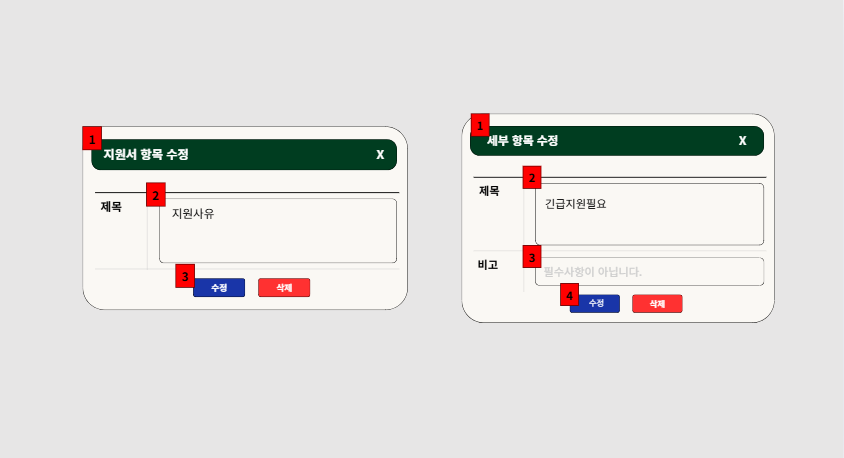 1
지원서 항목 수정 X
2
제목 지원사유
3
수정 삭제
1
세부 항목 수정 X
2
제목 긴급지원필요
3
비고 필수사항이 아닙니다.
4
수정 삭제